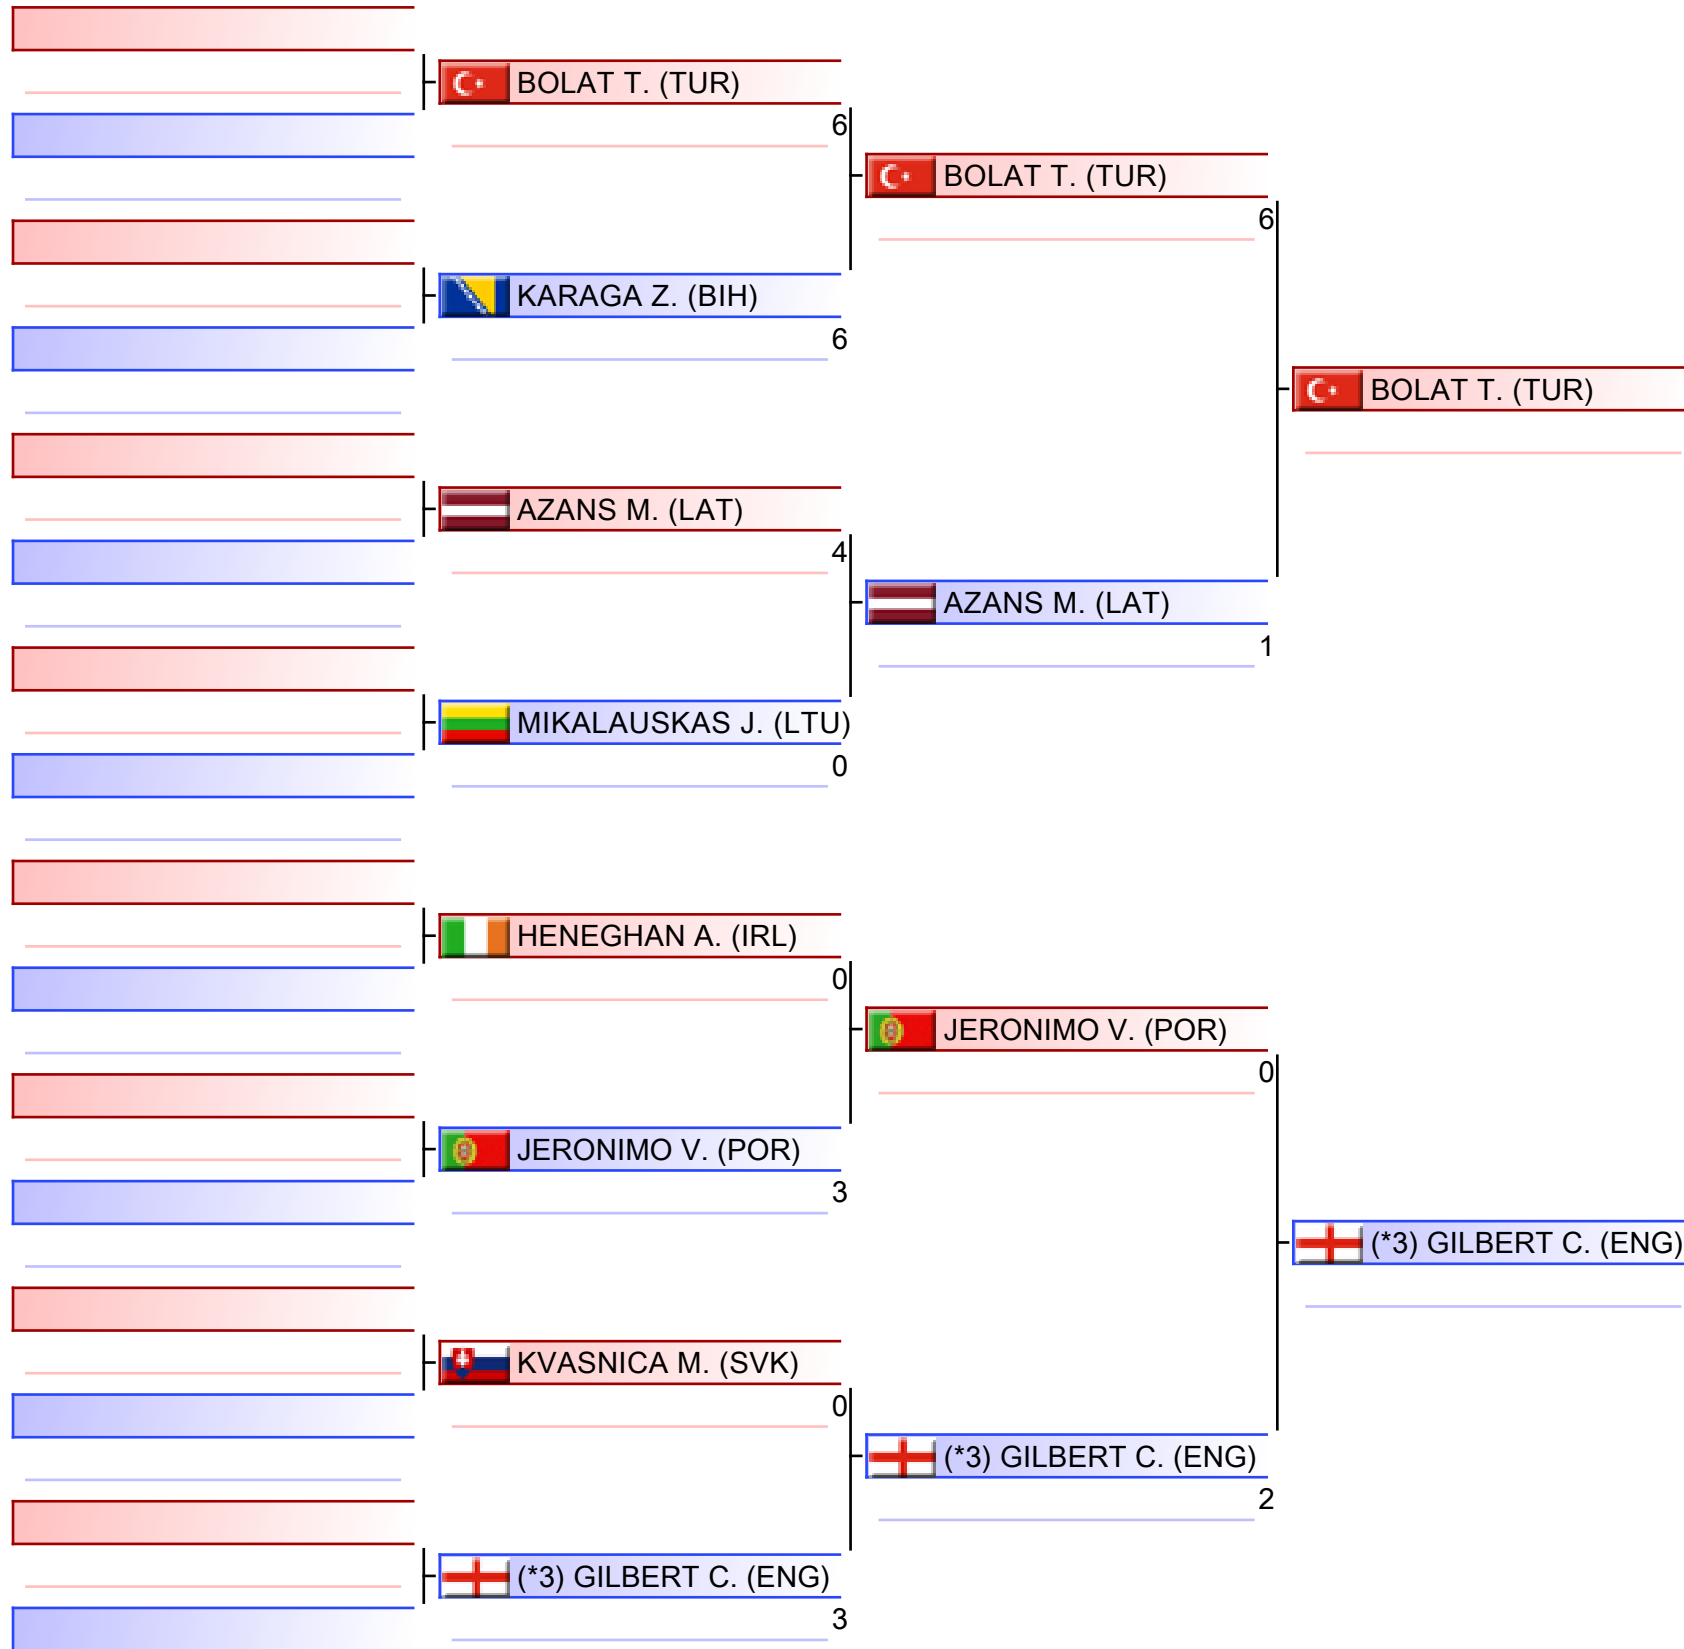 BOLAT T. (TUR)
6
KARAGA Z. (BIH)
6
AZANS M. (LAT)
4
MIKALAUSKAS J. (LTU)
0
HENEGHAN A. (IRL)
0
JERONIMO V. (POR)
3
KVASNICA M. (SVK)
0
(*3) GILBERT C. (ENG)
3
BOLAT T. (TUR)
6
AZANS M. (LAT)
1
JERONIMO V. (POR)
0
(*3) GILBERT C. (ENG)
2
BOLAT T. (TUR)
(*3) GILBERT C. (ENG)